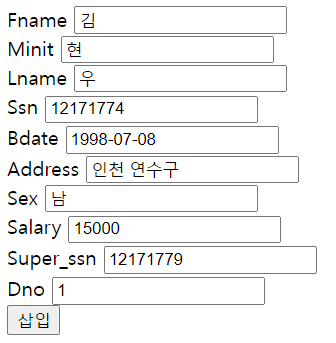 Fname 김
Minit 현
Lname 우
Ssn 12171774
Bdate 1998-07-08
Address 인천 연수구
Sex 남
Salary 15000
Super_ssn 12171779
Dno 1
삽입